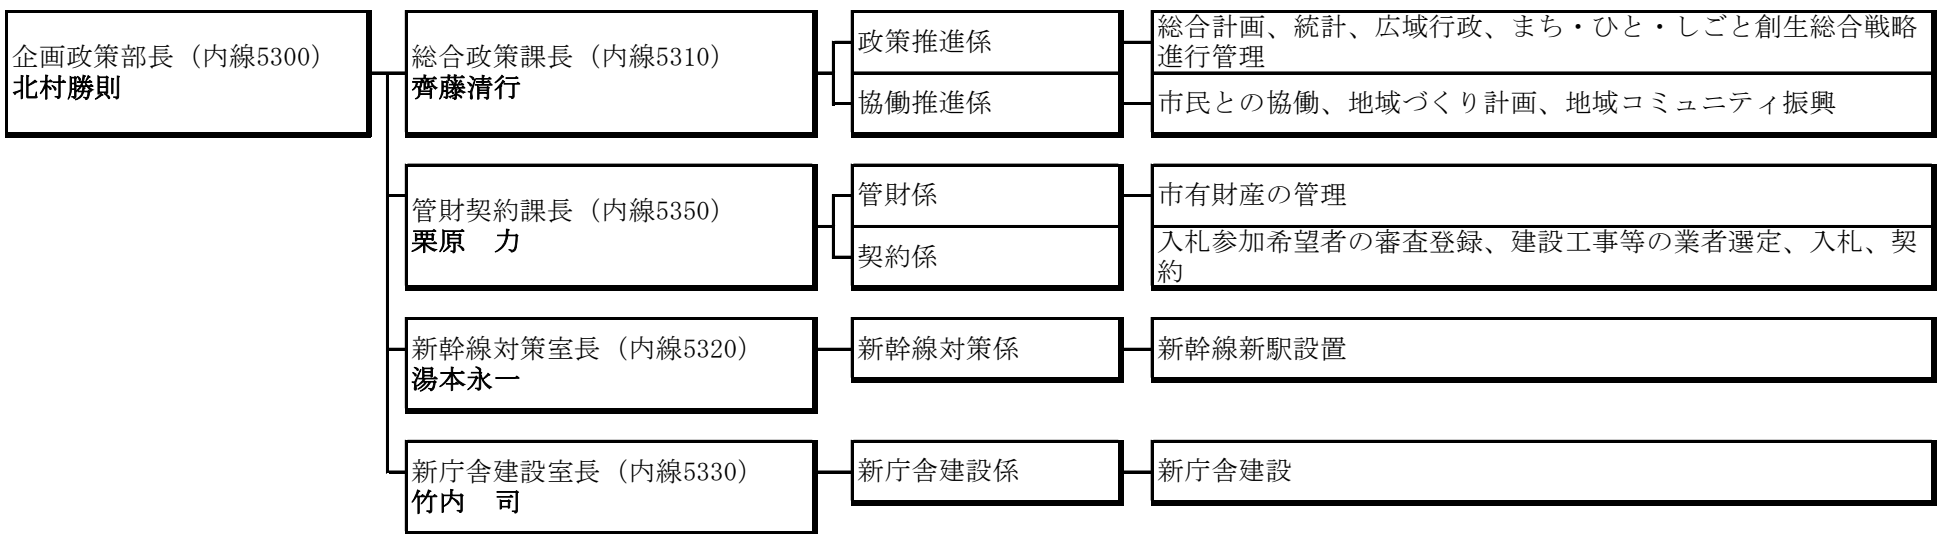 企画政策部長（内線5300）
北村勝則
総合政策課長（内線5310）
齊藤清行
政策推進係
総合計画、統計、広域行政、まち・ひと・しごと創生総合戦略
進行管理
協働推進係
市民との協働、地域づくり計画、地域コミュニティ振興
管財契約課長（内線5350）
栗原　力
管財係
市有財産の管理
契約係
入札参加希望者の審査登録、建設工事等の業者選定、入札、契
約
新幹線対策室長（内線5320）
湯本永一
新幹線対策係
新幹線新駅設置
新庁舎建設室長（内線5330）
竹内　司
新庁舎建設係
新庁舎建設